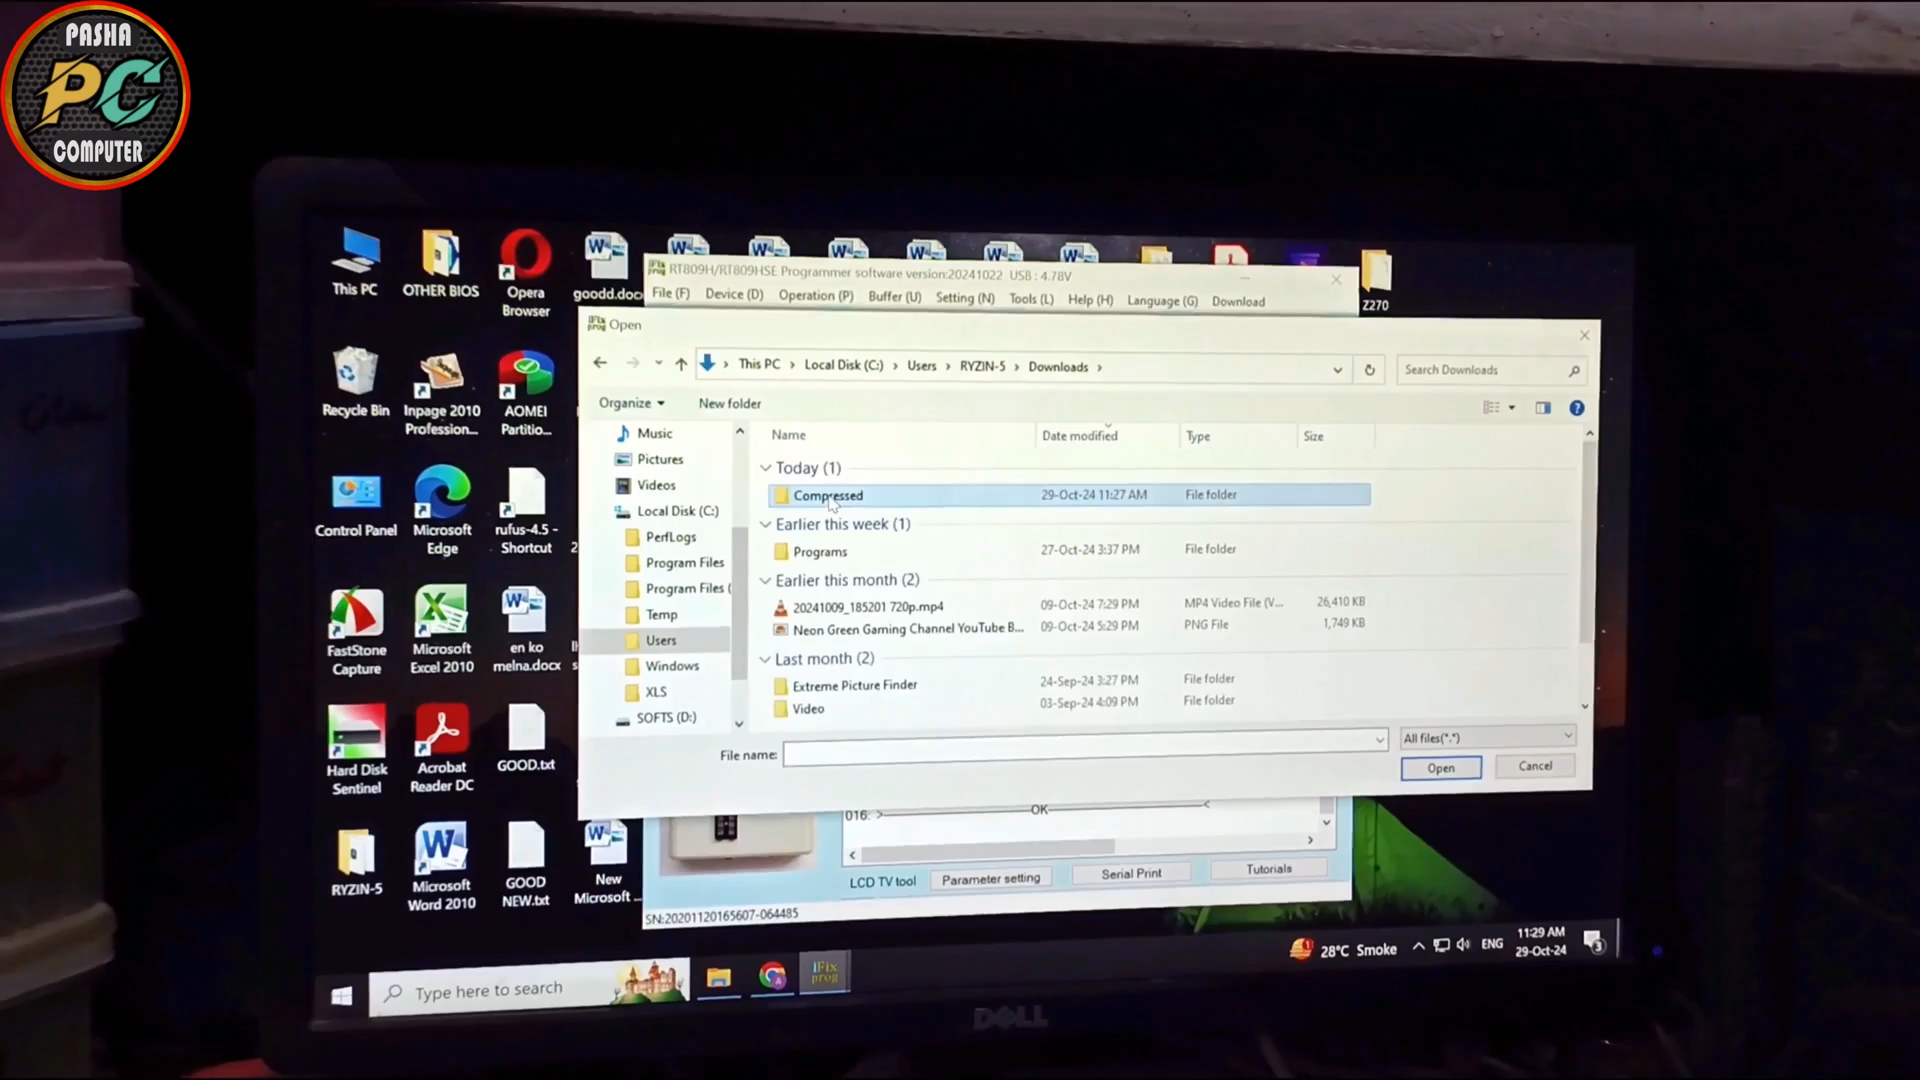 PASHA
PC
COMPUTER
This PC
OTHER BIOS
Opera
Browser
goodd.doc
Z270
Recycle Bin
Inpage 2010
Profession...
AOMEI
Partitio...
Control Panel
Microsoft
Edge
rufus-4.5 -
Shortcut
FastStone
Capture
Microsoft
Excel 2010
en ko
melna.docx
Hard Disk
Sentinel
Acrobat
Reader DC
GOOD.txt
RYZIN-5
Microsoft
Word 2010
GOOD
NEW.txt
New
Microsoft ...
iFix prog RT809H/RT809HSE Programmer software version:20241022 USB : 4.78V
File (F) Device (D) Operation (P) Buffer (U) Setting (N) Tools (L) Help (H) Language (G) Download
iFix prog Open
This PC > Local Disk (C:) > Users > RYZIN-5 > Downloads >
Search Downloads
Organize New folder
Music
Pictures
Videos
Local Disk (C:)
PerfLogs
Program Files
Program Files (
Temp
Users
Windows
XLS
SOFTS (D:)
Name Date modified Type Size
Today (1)
Compressed 29-Oct-24 11:27 AM File folder
Earlier this week (1)
Programs 27-Oct-24 3:37 PM File folder
Earlier this month (2)
20241009_185201 720p.mp4 09-Oct-24 7:29 PM MP4 Video File (V... 26,410 KB
Neon Green Gaming Channel YouTube B... 09-Oct-24 5:29 PM PNG File 1,749 KB
Last month (2)
Extreme Picture Finder 24-Sep-24 3:27 PM File folder
Video 03-Sep-24 4:09 PM File folder
File name: All files(*.*)
Open Cancel
016: >————OK————<
LCD TV tool Parameter setting Serial Print Tutorials
SN:20201120165607-064485
Type here to search
iFix
prog
28°C Smoke
ENG
11:29 AM
29-Oct-24
3
DELL